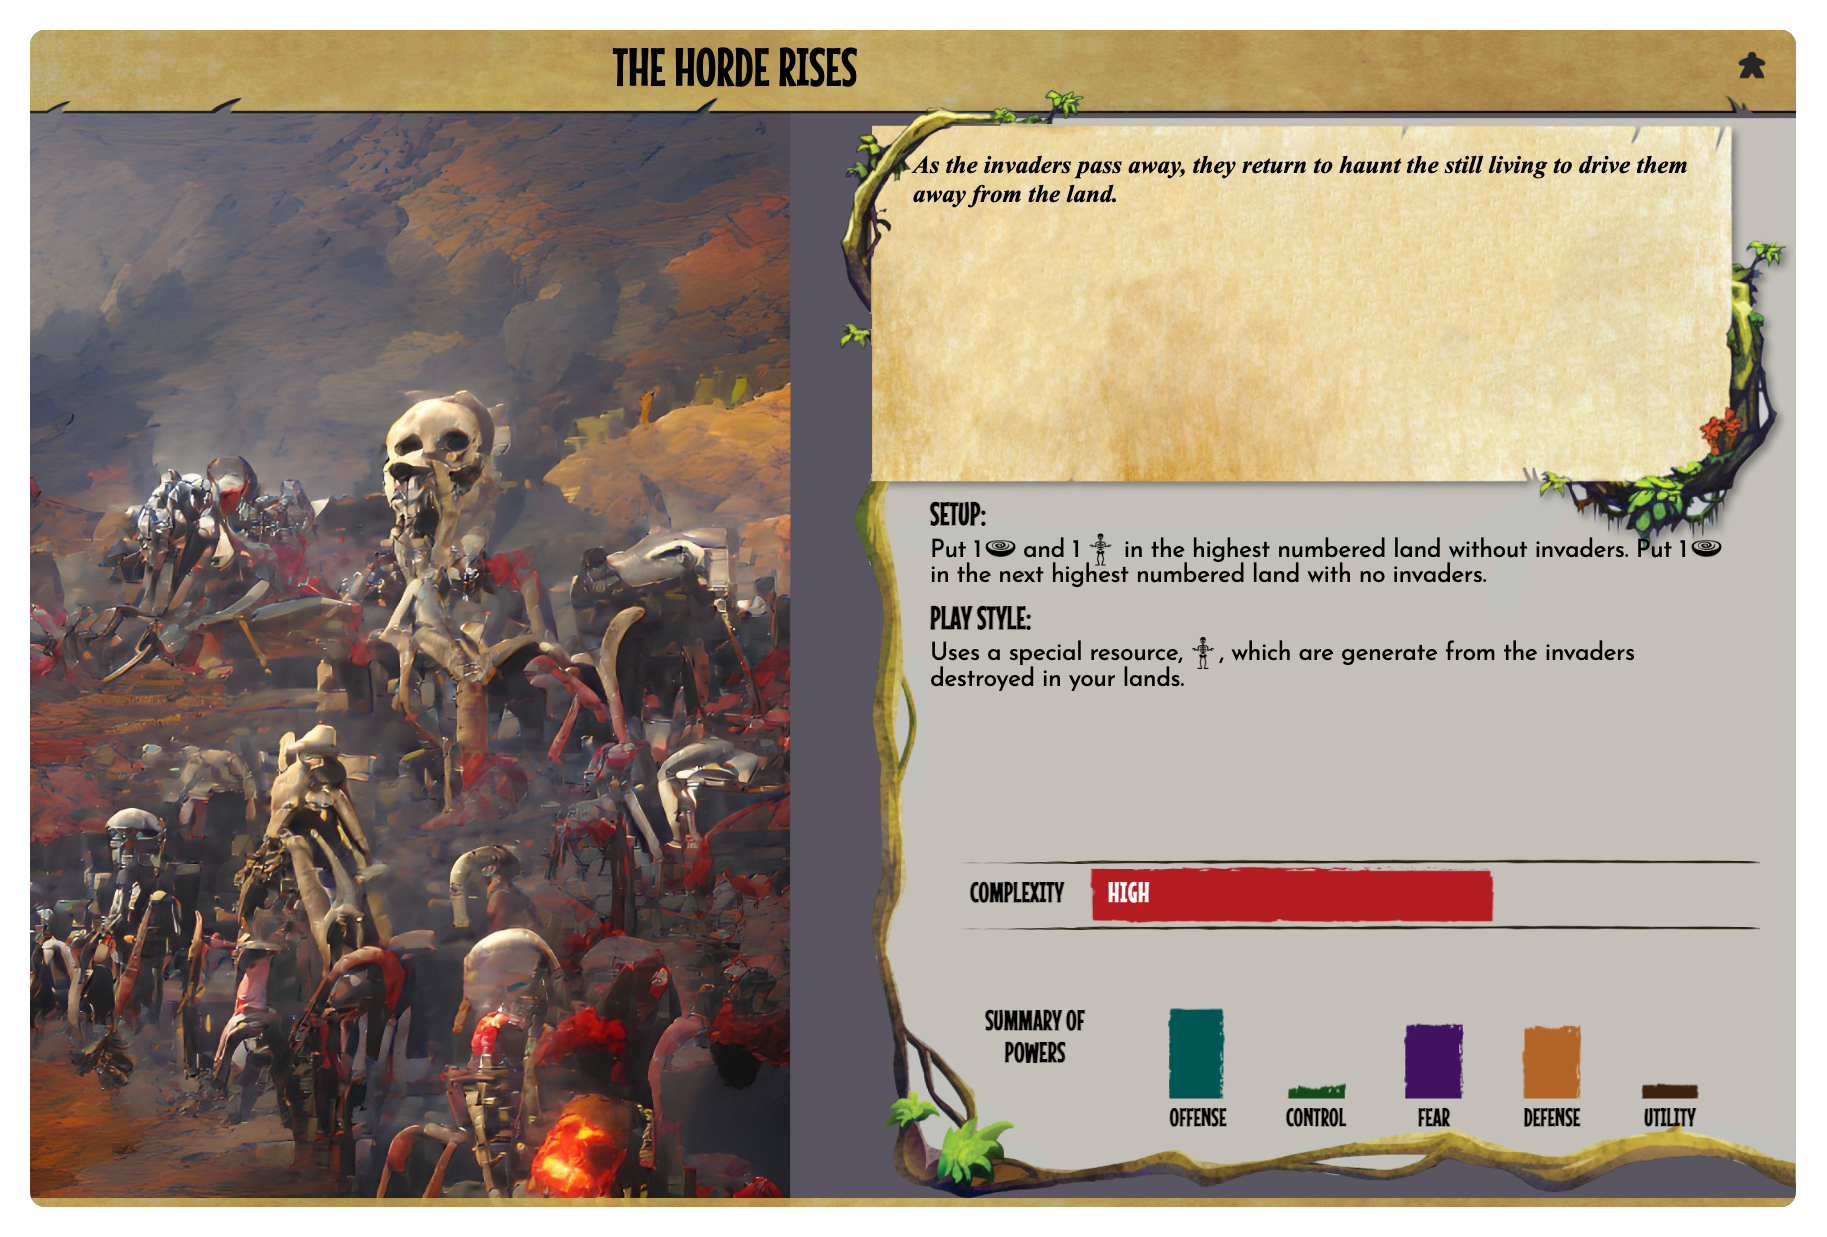 THE HORDE RISES
As the invaders pass away, they return to haunt the still living to drive them
away from the land.
SETUP:
Put 1 and 1 in the highest numbered land without invaders. Put 1
in the next highest numbered land with no invaders.
PLAY STYLE:
Uses a special resource, , which are generate from the invaders
destroyed in your lands.
COMPLEXITY HIGH
SUMMARY OF
POWERS
OFFENSE CONTROL FEAR DEFENSE UTILITY